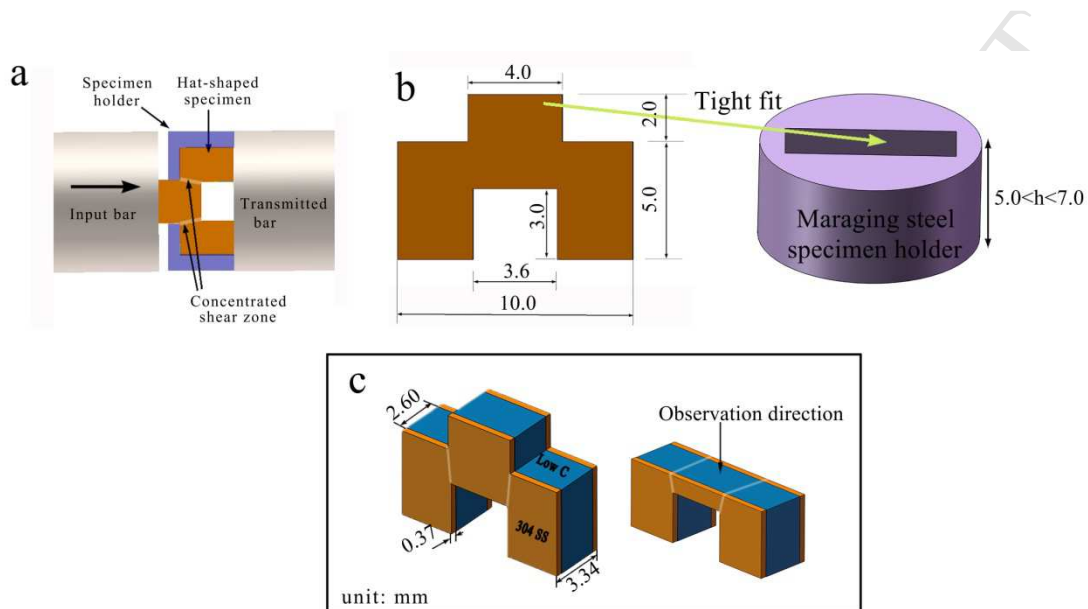 a
Specimen
holder
Hat-shaped
specimen
Input bar
Transmitted
bar
Concentrated
shear zone
b
4.0
2.0
5.0
3.0
3.6
10.0
Tight fit
Maraging steel
specimen holder
5.0<h<7.0
c
2.60
Low C
304 SS
0.37
3.34
Observation direction
unit: mm